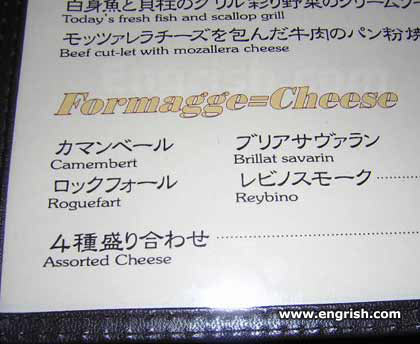 白身魚と貝柱のグリル 彩り野菜のクリームソー
Today's fresh fish and scallop grill
モッツァレラチーズを包んだ牛肉のパン粉焼
Beef cut-let with mozallera cheese
Formagge=Cheese
カマンベール ブリアサヴァラン
Camembert Brillat savarin
ロックフォール レビノスモーク
Roguefart Reybino
4種盛り合わせ
Assorted Cheese
www.engrish.com